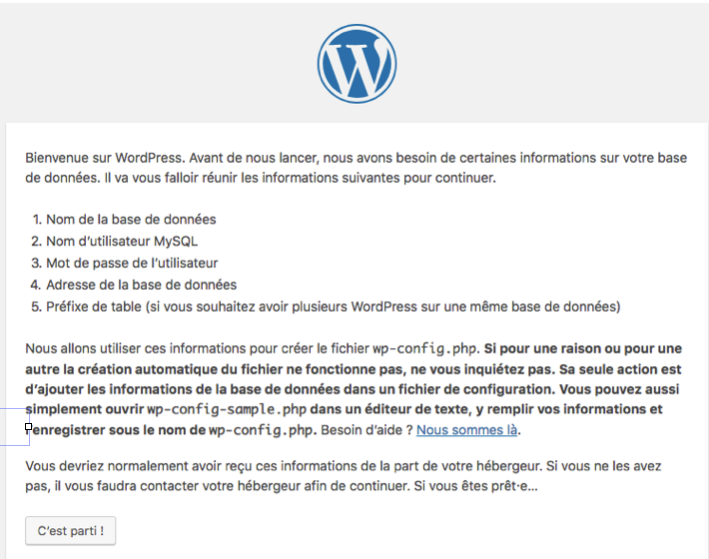 Bienvenue sur WordPress. Avant de nous lancer, nous avons besoin de certaines informations sur votre base
de données. Il va vous falloir réunir les informations suivantes pour continuer.
1. Nom de la base de données
2. Nom d’utilisateur MySQL
3. Mot de passe de l’utilisateur
4. Adresse de la base de données
5. Préfixe de table (si vous souhaitez avoir plusieurs WordPress sur une même base de données)
Nous allons utiliser ces informations pour créer le fichier wp-config.php. Si pour une raison ou pour une
autre la création automatique du fichier ne fonctionne pas, ne vous inquiétez pas. Sa seule action est
d’ajouter les informations de la base de données dans un fichier de configuration. Vous pouvez aussi
simplement ouvrir wp-config-sample.php dans un éditeur de texte, y remplir vos informations et
l’enregistrer sous le nom de wp-config.php. Besoin d’aide ? Nous sommes là.
Vous devriez normalement avoir reçu ces informations de la part de votre hébergeur. Si vous ne les avez
pas, il vous faudra contacter votre hébergeur afin de continuer. Si vous êtes prêt·e…
C’est parti !